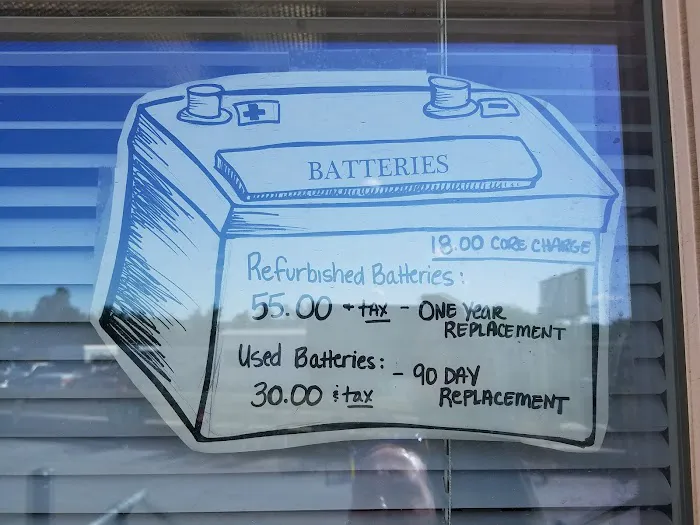 + -
BATTERIES
18.00 CORE CHARGE
Refurbished Batteries:
55.00 + tax - ONE Year
REPLACEMENT
Used Batteries:
- 90 DAY
30.00 & tax
REPLACEMENT